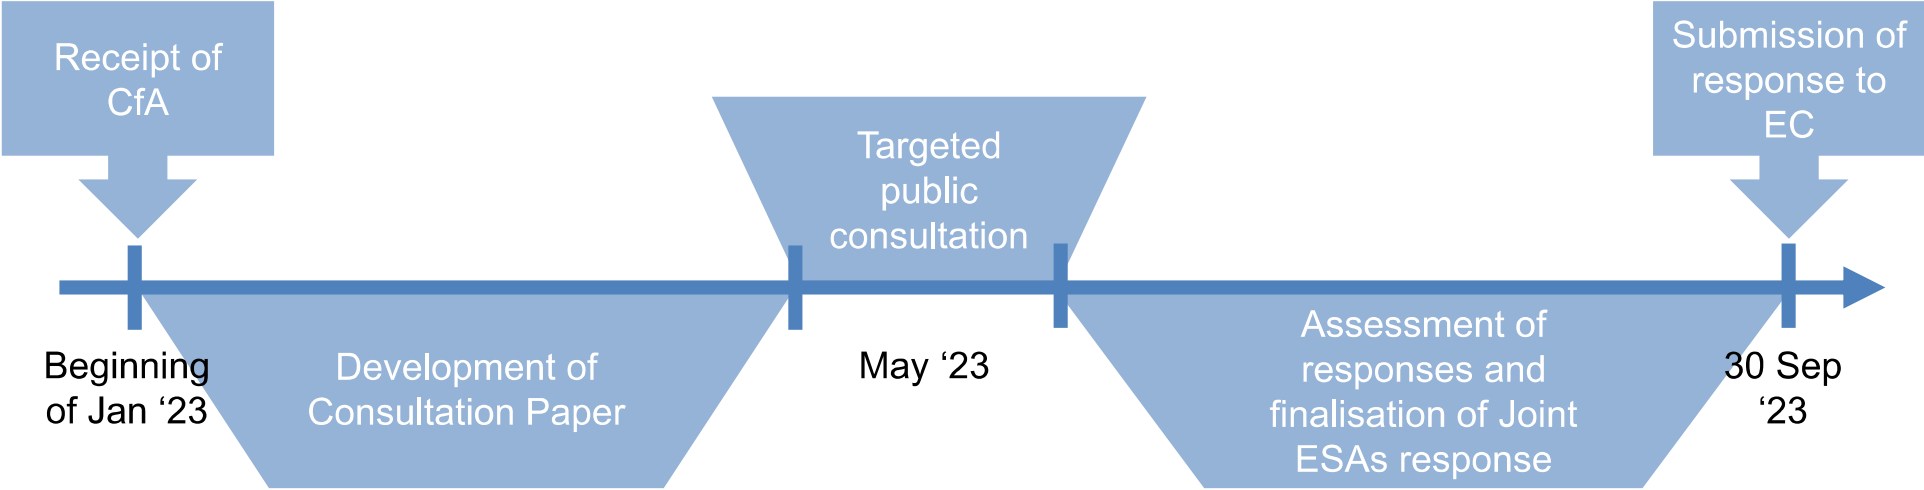 Receipt of
CfA
Submission of
response to
EC
Targeted
public
consultation
Beginning
of Jan ‘23
Development of
Consultation Paper
May ‘23
Assessment of
responses and
finalisation of Joint
ESAs response
30 Sep
‘23